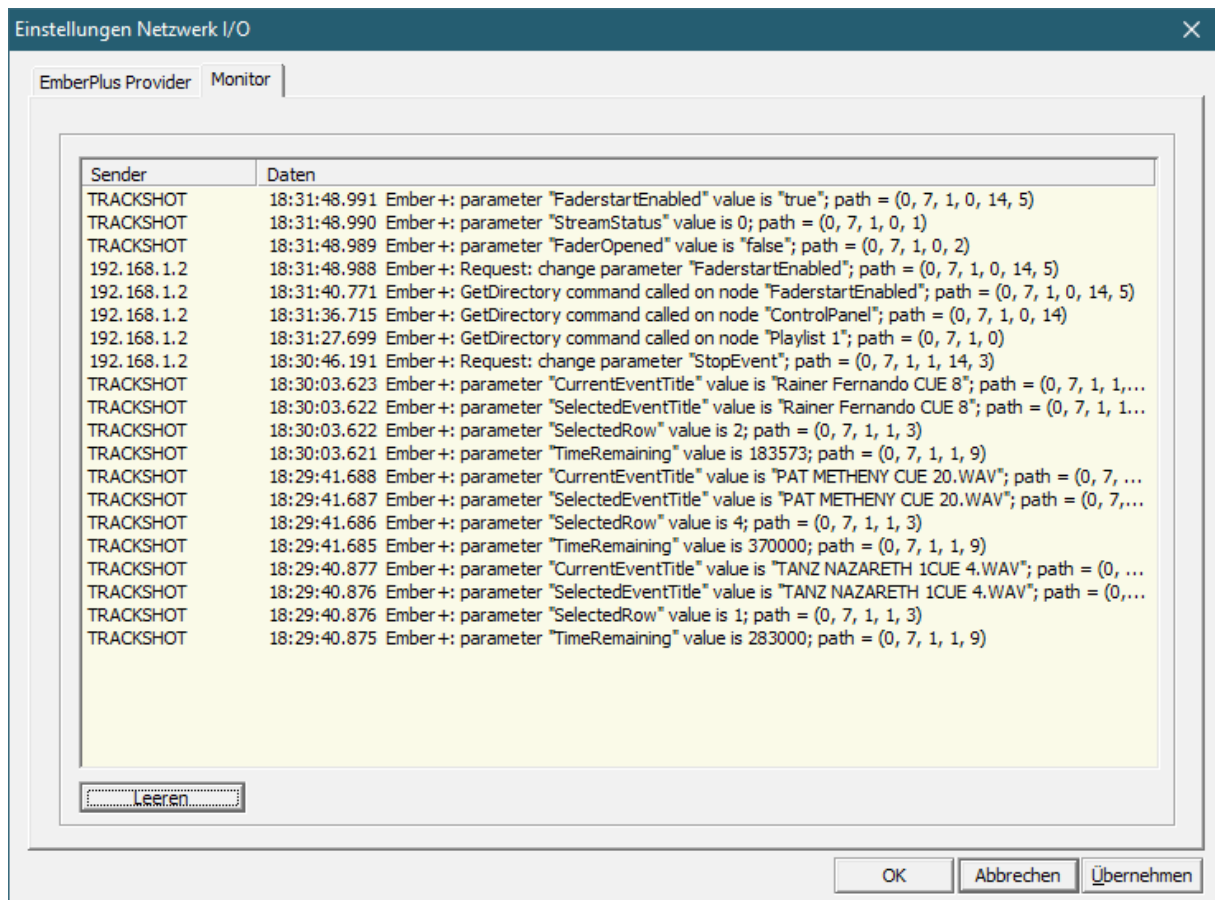 Einstellungen Netzwerk I/O
EmberPlus Provider Monitor
Sender Daten
TRACKSHOT 18:31:48.991 Ember+: parameter "FaderstartEnabled" value is "true"; path = (0, 7, 1, 0, 14, 5)
TRACKSHOT 18:31:48.990 Ember+: parameter "StreamStatus" value is 0; path = (0, 7, 1, 0, 1)
TRACKSHOT 18:31:48.989 Ember+: parameter "FaderOpened" value is "false"; path = (0, 7, 1, 0, 2)
192.168.1.2 18:31:48.988 Ember+: Request: change parameter "FaderstartEnabled"; path = (0, 7, 1, 0, 14, 5)
192.168.1.2 18:31:40.771 Ember+: GetDirectory command called on node "FaderstartEnabled"; path = (0, 7, 1, 0, 14, 5)
192.168.1.2 18:31:36.715 Ember+: GetDirectory command called on node "ControlPanel"; path = (0, 7, 1, 0, 14)
192.168.1.2 18:31:27.699 Ember+: GetDirectory command called on node "Playlist 1"; path = (0, 7, 1, 0)
192.168.1.2 18:30:46.191 Ember+: Request: change parameter "StopEvent"; path = (0, 7, 1, 1, 14, 3)
TRACKSHOT 18:30:03.623 Ember+: parameter "CurrentEventTitle" value is "Rainer Fernando CUE 8"; path = (0, 7, 1, 1,...
TRACKSHOT 18:30:03.622 Ember+: parameter "SelectedEventTitle" value is "Rainer Fernando CUE 8"; path = (0, 7, 1, 1...
TRACKSHOT 18:30:03.622 Ember+: parameter "SelectedRow" value is 2; path = (0, 7, 1, 1, 3)
TRACKSHOT 18:30:03.621 Ember+: parameter "TimeRemaining" value is 183573; path = (0, 7, 1, 1, 9)
TRACKSHOT 18:29:41.688 Ember+: parameter "CurrentEventTitle" value is "PAT METHENY CUE 20.WAV"; path = (0, 7, ...
TRACKSHOT 18:29:41.687 Ember+: parameter "SelectedEventTitle" value is "PAT METHENY CUE 20.WAV"; path = (0, 7,...
TRACKSHOT 18:29:41.686 Ember+: parameter "SelectedRow" value is 4; path = (0, 7, 1, 1, 3)
TRACKSHOT 18:29:41.685 Ember+: parameter "TimeRemaining" value is 370000; path = (0, 7, 1, 1, 9)
TRACKSHOT 18:29:40.877 Ember+: parameter "CurrentEventTitle" value is "TANZ NAZARETH 1CUE 4.WAV"; path = (0, ...
TRACKSHOT 18:29:40.876 Ember+: parameter "SelectedEventTitle" value is "TANZ NAZARETH 1CUE 4.WAV"; path = (0,...
TRACKSHOT 18:29:40.876 Ember+: parameter "SelectedRow" value is 1; path = (0, 7, 1, 1, 3)
TRACKSHOT 18:29:40.875 Ember+: parameter "TimeRemaining" value is 283000; path = (0, 7, 1, 1, 9)
Leeren
OK Abbrechen Übernehmen